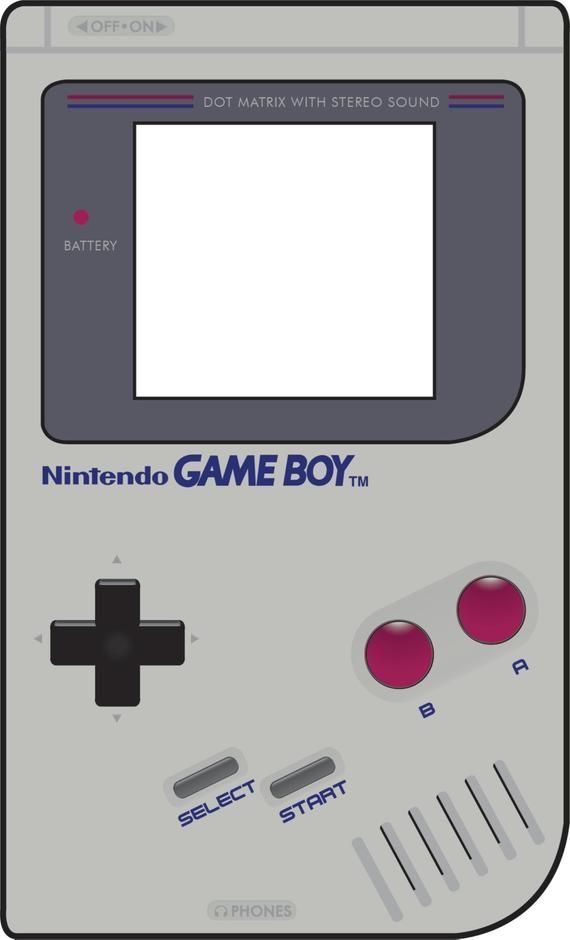 ◀OFF•ON▶
DOT MATRIX WITH STEREO SOUND
BATTERY
Nintendo GAME BOY™
A
B
SELECT
START
PHONES